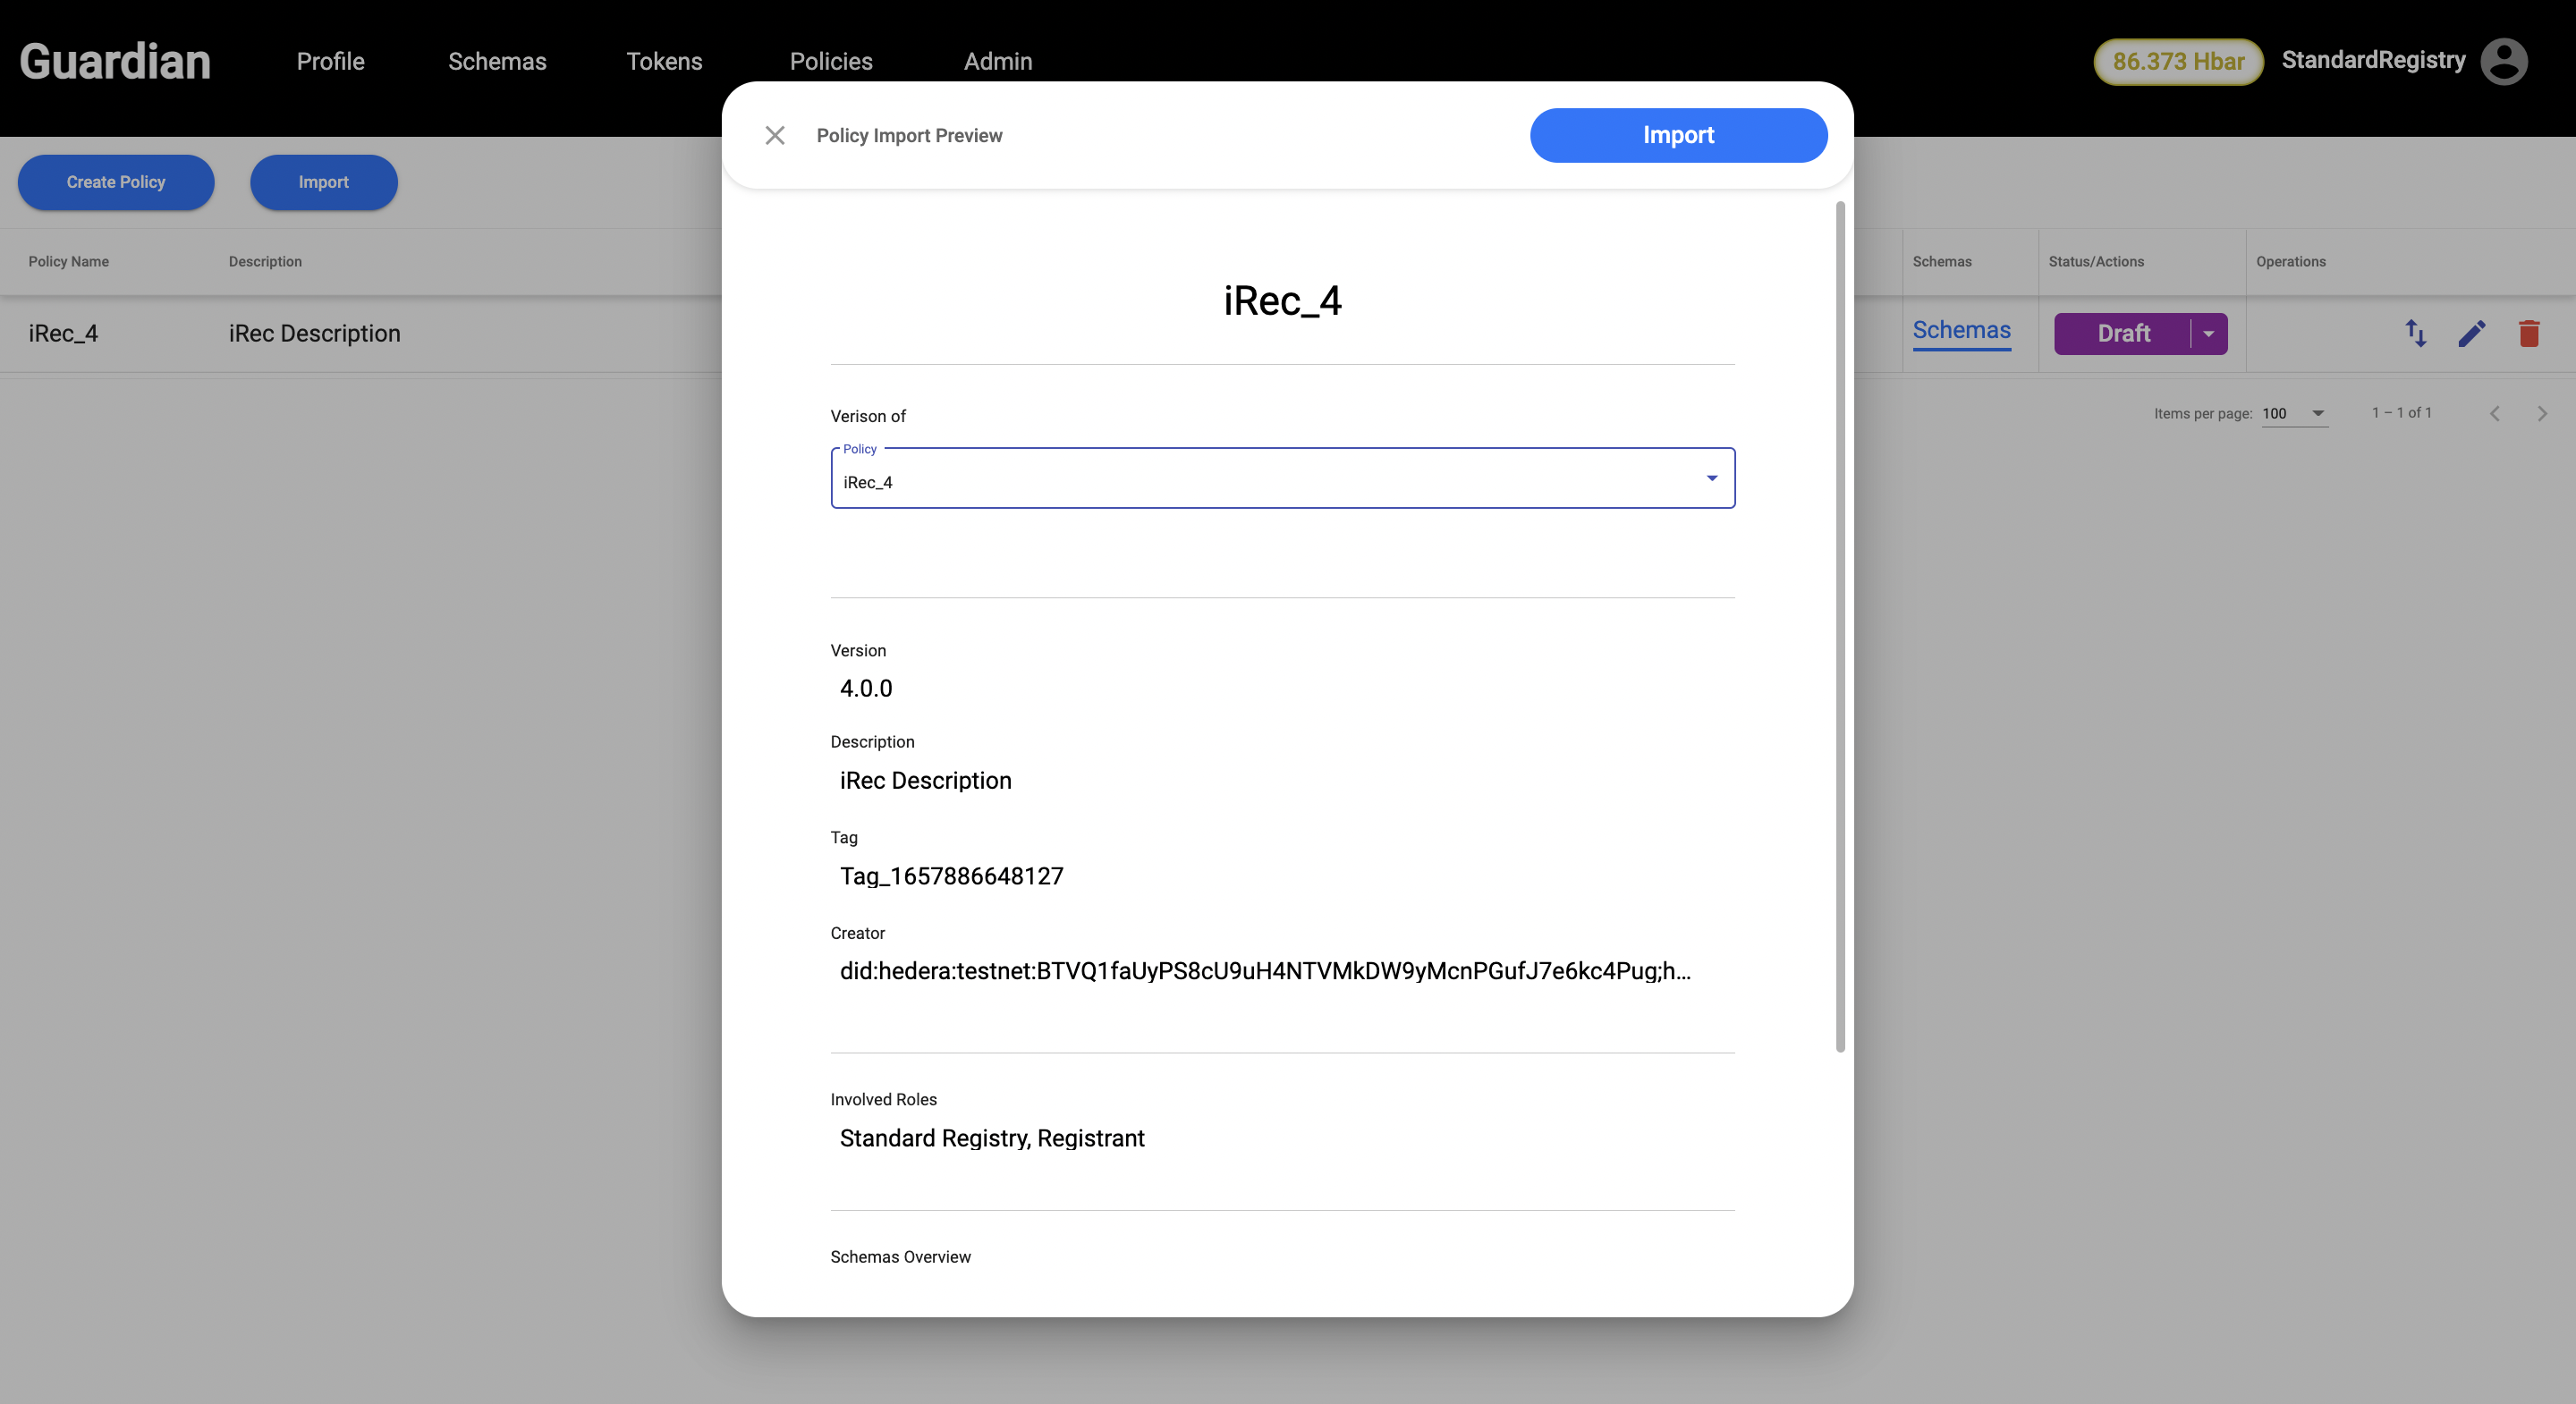 Guardian Profile Schemas Tokens Policies Admin 86.373 Hbar StandardRegistry
Policy Import Preview Import
Create Policy Import
Policy Name Description Schemas Status/Actions Operations
iRec_4 iRec Description Schemas Draft
Items per page: 100 1 – 1 of 1
iRec_4
Verison of
Policy
iRec_4
Version
4.0.0
Description
iRec Description
Tag
Tag_1657886648127
Creator
did:hedera:testnet:BTVQ1faUyPS8cU9uH4NTVMkDW9yMcnPGufJ7e6kc4Pug;h...
Involved Roles
Standard Registry, Registrant
Schemas Overview